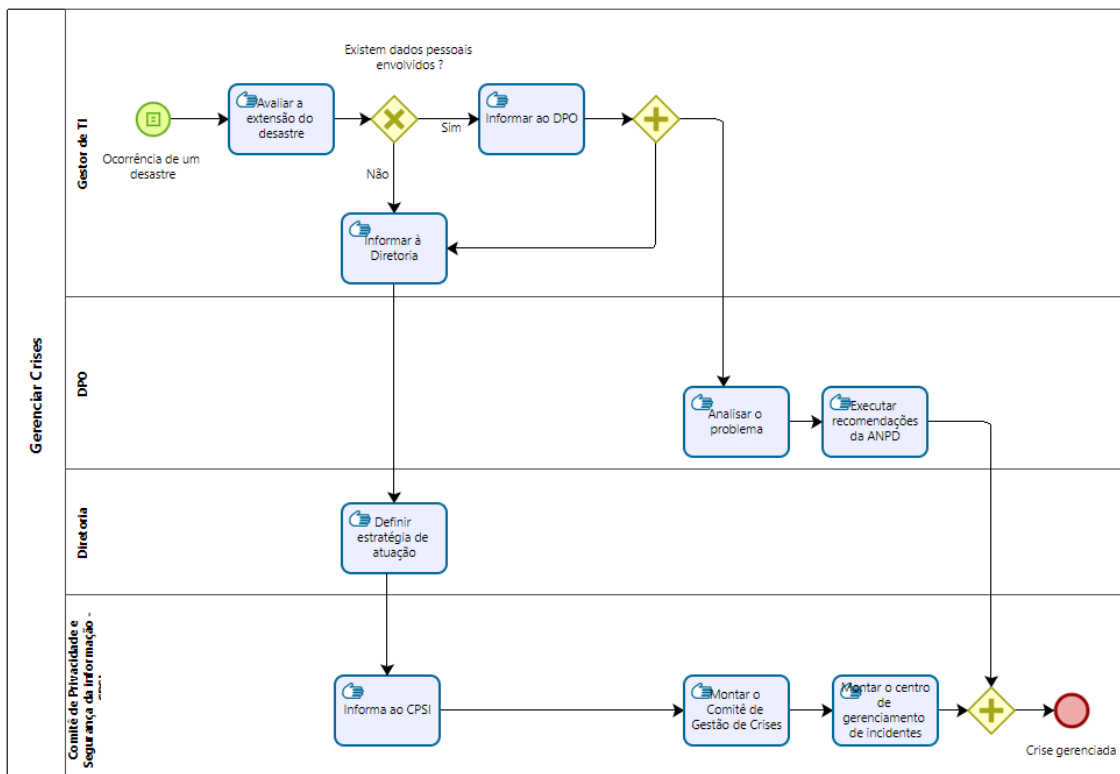 Gerenciar Crises
Gestor de TI
Existem dados pessoais
envolvidos ?
Ocorrência de um
desastre
Avaliar a
extensão do
desastre
Sim
Não
Informar ao DPO
Informar à
Diretoria
DPO
Analisar o
problema
Executar
recomendações
da ANPD
Diretoria
Definir
estratégia de
atuação
Comitê de Privacidade e
Segurança da informação -
Informa ao CPSI
Montar o
Comitê de
Gestão de Crises
Montar o centro
de
gerenciamento
de incidentes
Crise gerenciada